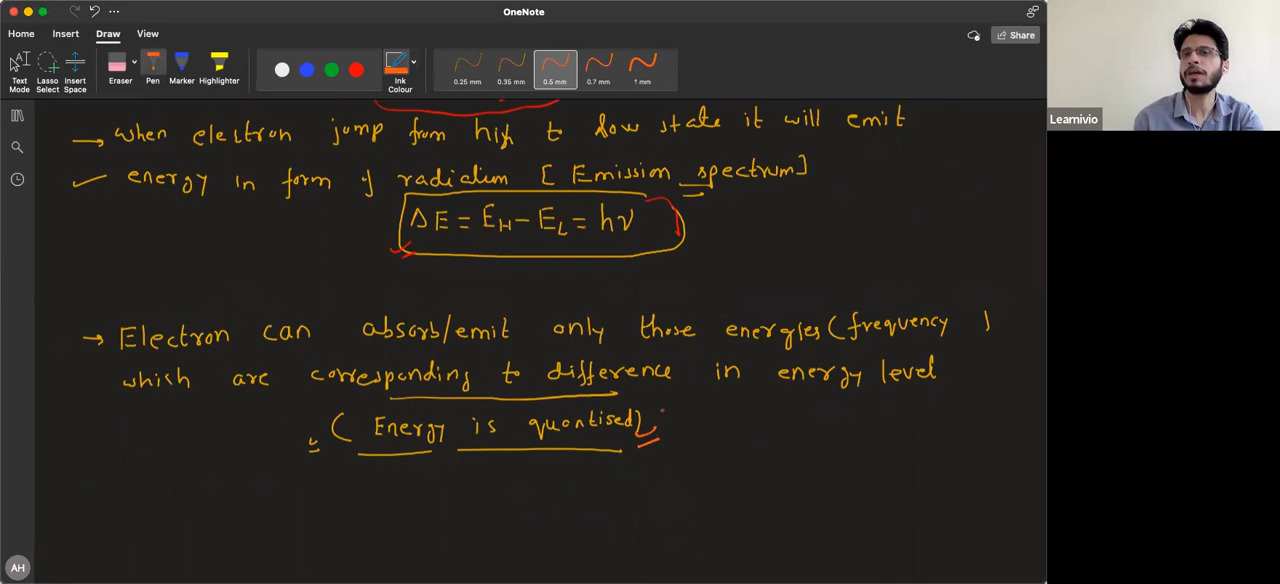 OneNote
Home Insert Draw View
Share
Text Mode
Lasso Select
Insert Space
Eraser
Pen
Marker
Highlighter
Ink Colour
0.25 mm
0.35 mm
0.5 mm
0.7 mm
1 mm
Learnivio
→ when electron jump from high to low state it will emit
energy in form of radiation [Emission spectrum]
ΔE = E_H - E_L = hν
→ Electron can absorb/emit only those energies (frequency)
which are corresponding to difference in energy level
(Energy is quantised)
AH